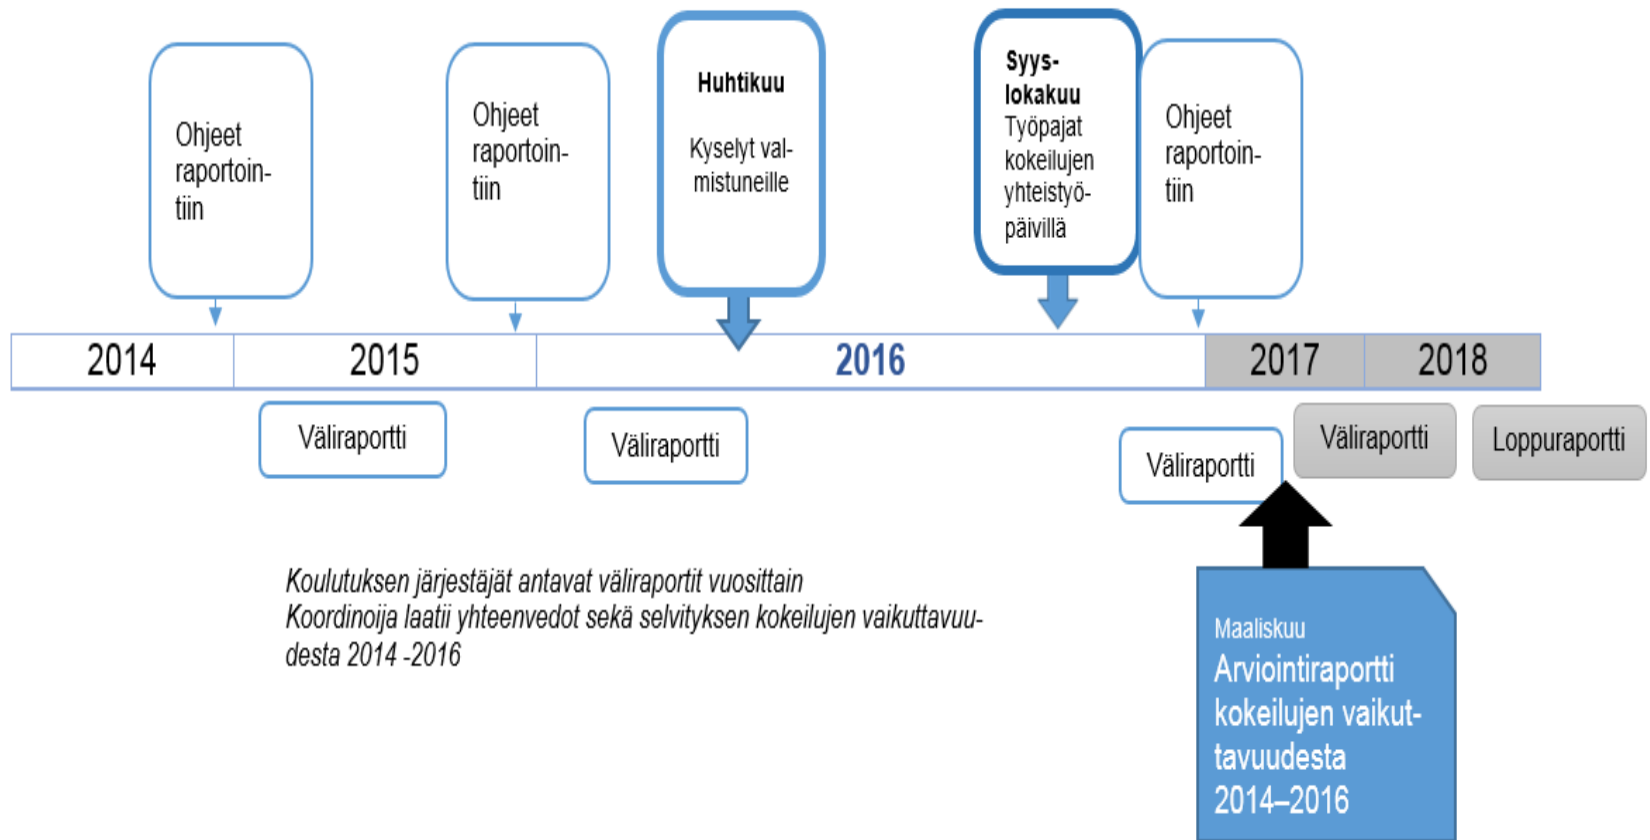 Ohjeet
raportoin-
tiin
Ohjeet
raportoin-
tiin
Huhtikuu
Kyselyt val-
mistuneille
Syys-
lokakuu
Työpajat
kokeilujen
yhteistyö-
päivillä
Ohjeet
raportoin-
tiin
2014
2015
2016
2017
2018
Väliraportti
Väliraportti
Väliraportti
Väliraportti
Loppuraportti
Koulutuksen järjestäjät antavat väliraportit vuosittain
Koordinoija laatii yhteenvedot sekä selvityksen kokeilujen vaikuttavuu-
desta 2014 -2016
Maaliskuu
Arviointiraportti
kokeilujen vaikut-
tavuudesta
2014–2016